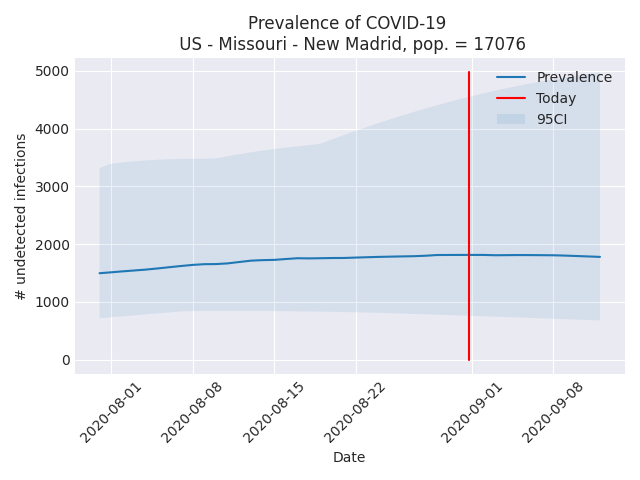 Prevalence of COVID-19
US - Missouri - New Madrid, pop. = 17076
Prevalence
Today
95CI
5000
4000
3000
2000
1000
0
# undetected infections
2020-08-01
2020-08-08
2020-08-15
2020-08-22
2020-09-01
2020-09-08
Date